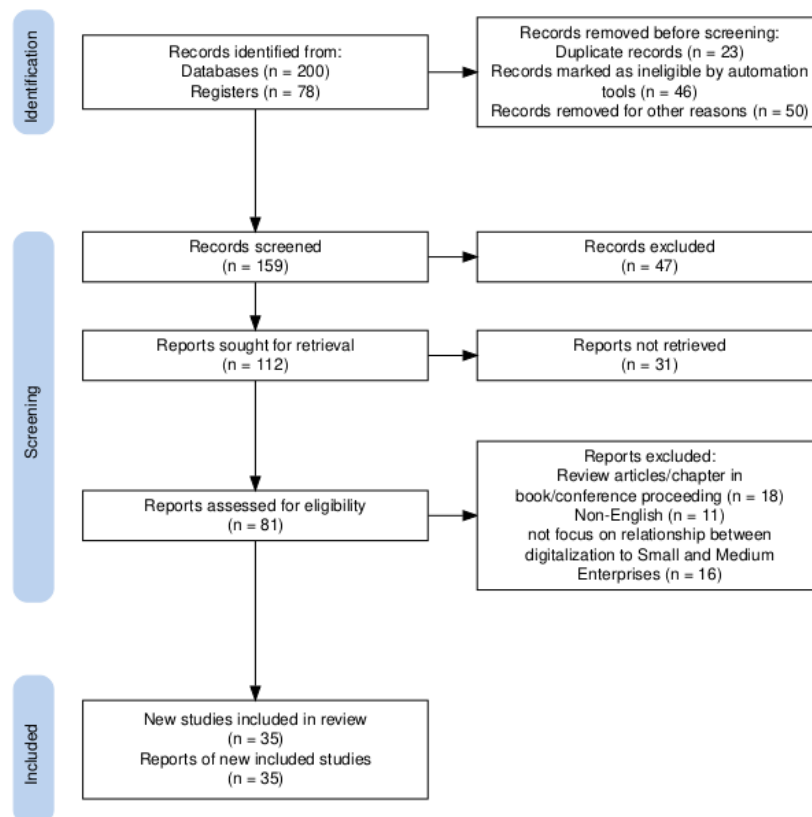 Identification
Records identified from:
Databases (n = 200)
Registers (n = 78)
Records removed before screening:
Duplicate records (n = 23)
Records marked as ineligible by automation
tools (n = 46)
Records removed for other reasons (n = 50)
Screening
Records screened
(n = 159)
Records excluded
(n = 47)
Reports sought for retrieval
(n = 112)
Reports not retrieved
(n = 31)
Reports assessed for eligibility
(n = 81)
Reports excluded:
Review articles/chapter in
book/conference proceeding (n = 18)
Non-English (n = 11)
not focus on relationship between
digitalization to Small and Medium
Enterprises (n = 16)
Included
New studies included in review
(n = 35)
Reports of new included studies
(n = 35)